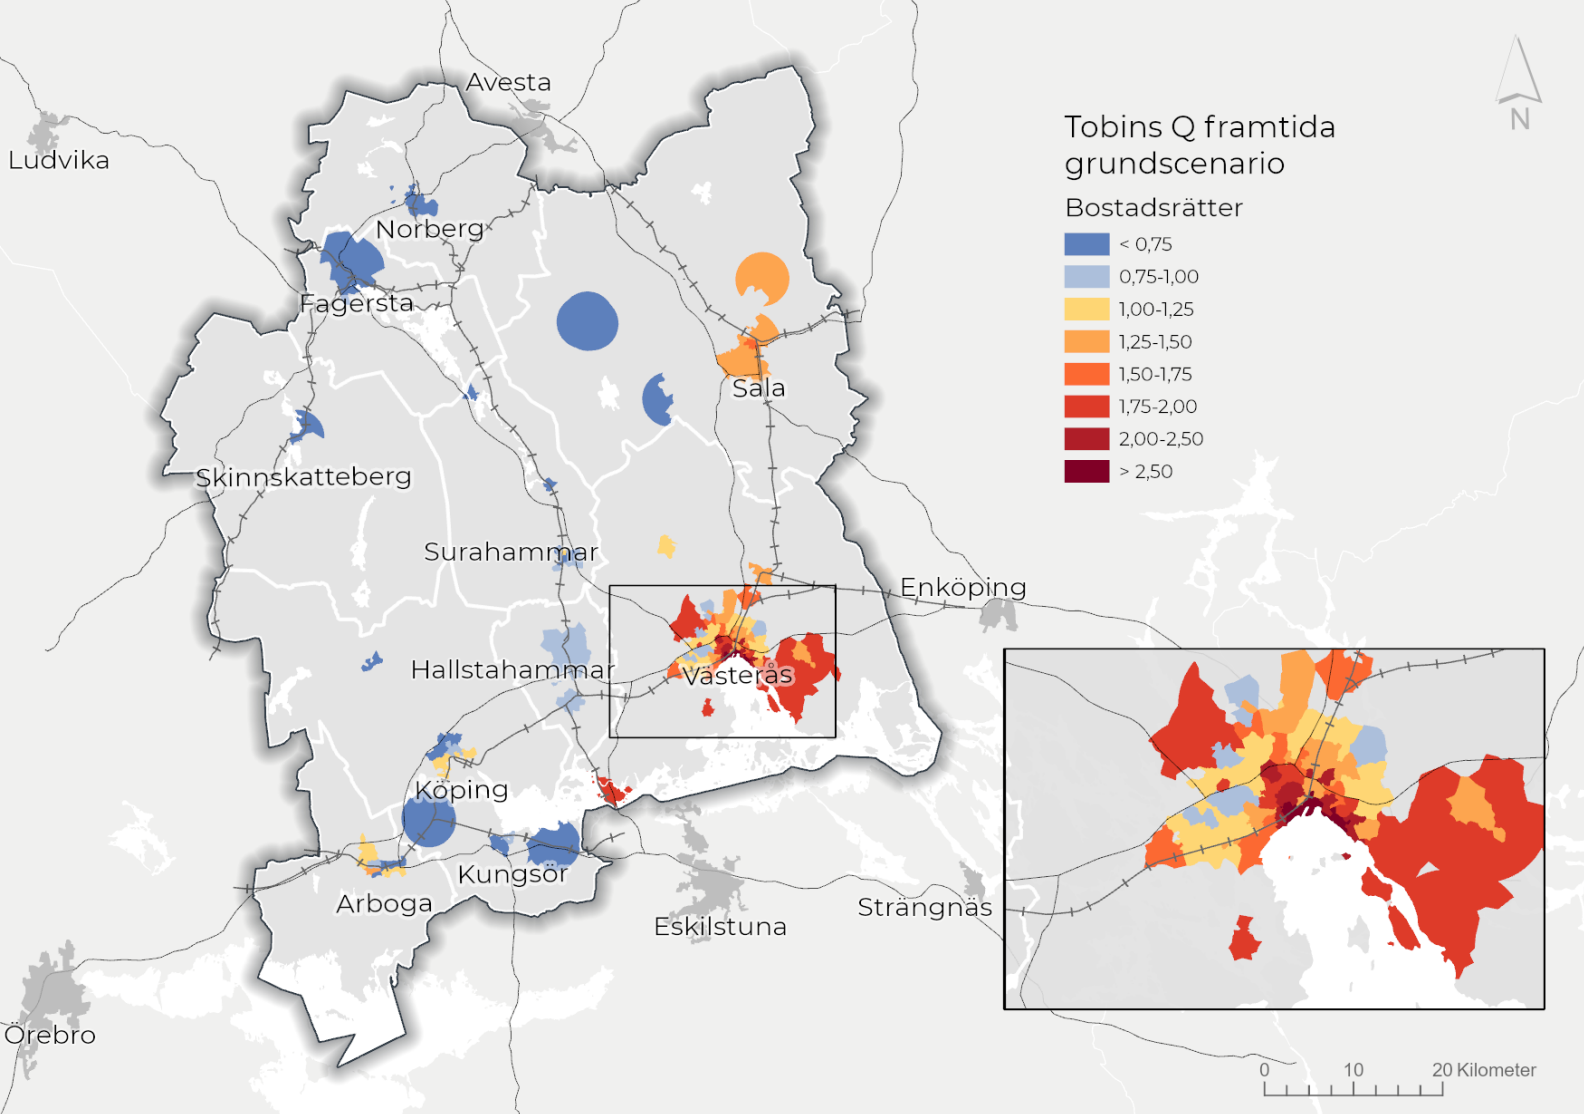 Avesta
Ludvika
Norberg
Fagersta
Sala
Skinnskatteberg
Surahammar
Enköping
Hallstahammar
Västerås
Köping
Kungsör
Arboga
Strängnäs
Eskilstuna
Örebro
N
Tobins Q framtida
grundscenario
Bostadsrätter
< 0,75
0,75-1,00
1,00-1,25
1,25-1,50
1,50-1,75
1,75-2,00
2,00-2,50
> 2,50
0 10 20 Kilometer